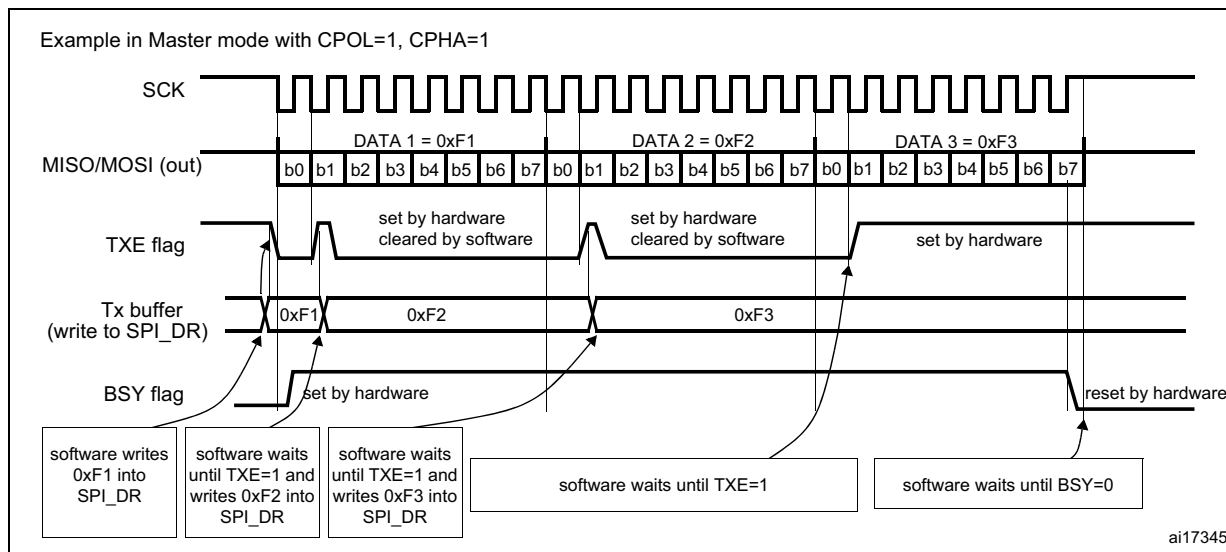 Example in Master mode with CPOL=1, CPHA=1
SCK
DATA 1 = 0xF1 DATA 2 = 0xF2 DATA 3 = 0xF3
MISO/MOSI (out) b0 b1 b2 b3 b4 b5 b6 b7 b0 b1 b2 b3 b4 b5 b6 b7 b0 b1 b2 b3 b4 b5 b6 b7
TXE flag
set by hardware
cleared by software
set by hardware
cleared by software
set by hardware
Tx buffer
(write to SPI_DR)
0xF1 0xF2 0xF3
BSY flag
set by hardware
reset by hardware
software writes
0xF1 into
SPI_DR
software waits
until TXE=1 and
writes 0xF2 into
SPI_DR
software waits
until TXE=1 and
writes 0xF3 into
SPI_DR
software waits until TXE=1
software waits until BSY=0
ai17345